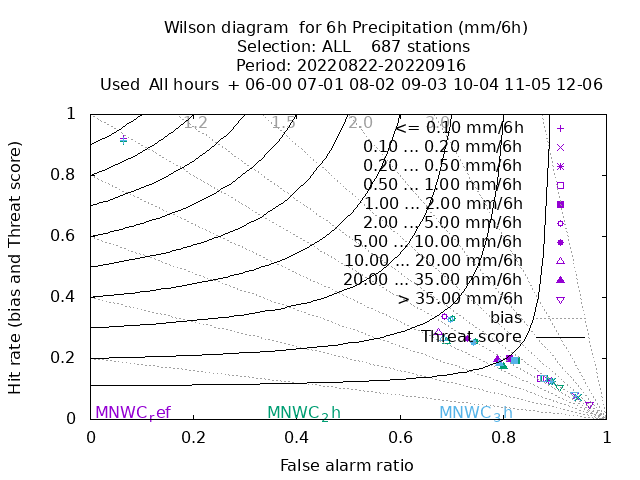 Wilson diagram  for 6h Precipitation (mm/6h)
Selection: ALL    687 stations
Period: 20220822-20220916
Used  All hours  + 06-00 07-01 08-02 09-03 10-04 11-05 12-06
Hit rate (bias and Threat score)
1
0.8
0.6
0.4
0.2
0
1.2
1.5
2.0
3.0
<= 0.10 mm/6h
0.10 ... 0.20 mm/6h
0.20 ... 0.50 mm/6h
0.50 ... 1.00 mm/6h
1.00 ... 2.00 mm/6h
2.00 ... 5.00 mm/6h
5.00 ... 10.00 mm/6h
10.00 ... 20.00 mm/6h
20.00 ... 35.00 mm/6h
> 35.00 mm/6h
bias
Threat score
MNWC_ref MNWC_2h MNWC_3h
0 0.2 0.4 0.6 0.8 1
False alarm ratio